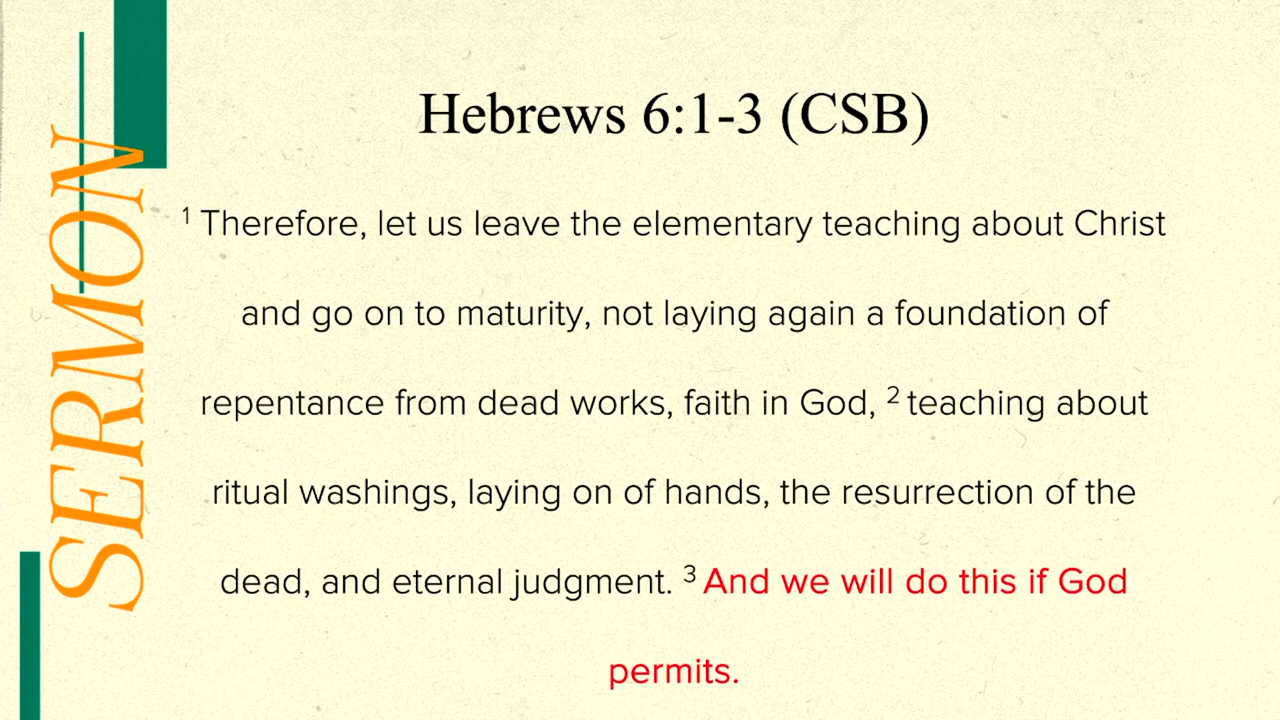 SERMON
Hebrews 6:1-3 (CSB)
1 Therefore, let us leave the elementary teaching about Christ
and go on to maturity, not laying again a foundation of
repentance from dead works, faith in God, 2 teaching about
ritual washings, laying on of hands, the resurrection of the
dead, and eternal judgment. 3 And we will do this if God
permits.